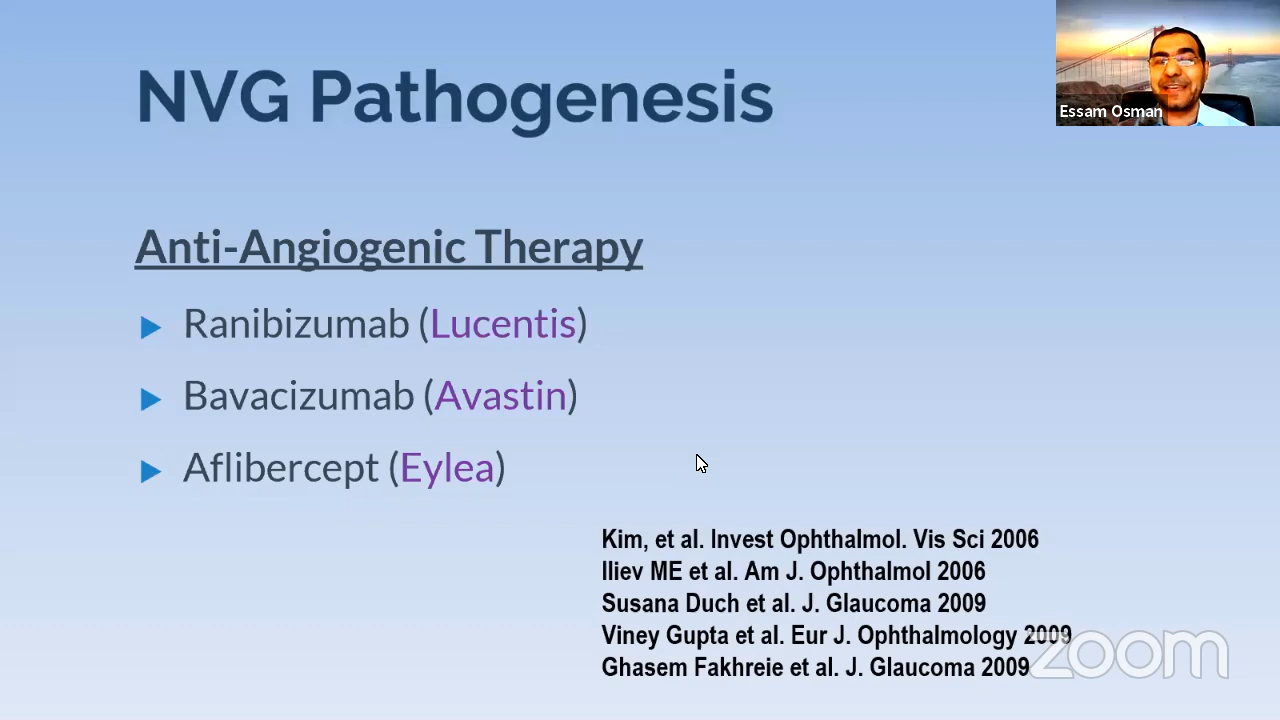 NVG Pathogenesis
Essam Osman
Anti-Angiogenic Therapy
Ranibizumab (Lucentis)
Bavacizumab (Avastin)
Aflibercept (Eylea)
Kim, et al. Invest Ophthalmol. Vis Sci 2006
Iliev ME et al. Am J. Ophthalmol 2006
Susana Duch et al. J. Glaucoma 2009
Viney Gupta et al. Eur J. Ophthalmology 2009
Ghasem Fakhreie et al. J. Glaucoma 2009
zoom